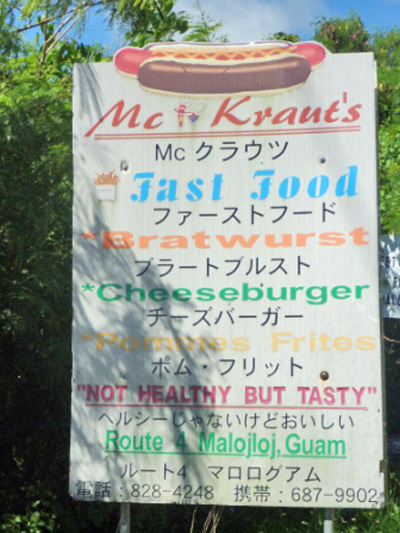 Mc Kraut's
Mc クラウツ
Fast Food
ファーストフード
*Bratwurst
ブラートブルスト
*Cheeseburger
チーズバーガー
*Pommes Frites
ポム・フリット
"NOT HEALTHY BUT TASTY"
ヘルシーじゃないけどおいしい
Route 4 Malojloj, Guam
ルート4 マロログアム
電話:828-4248 携帯:687-9902